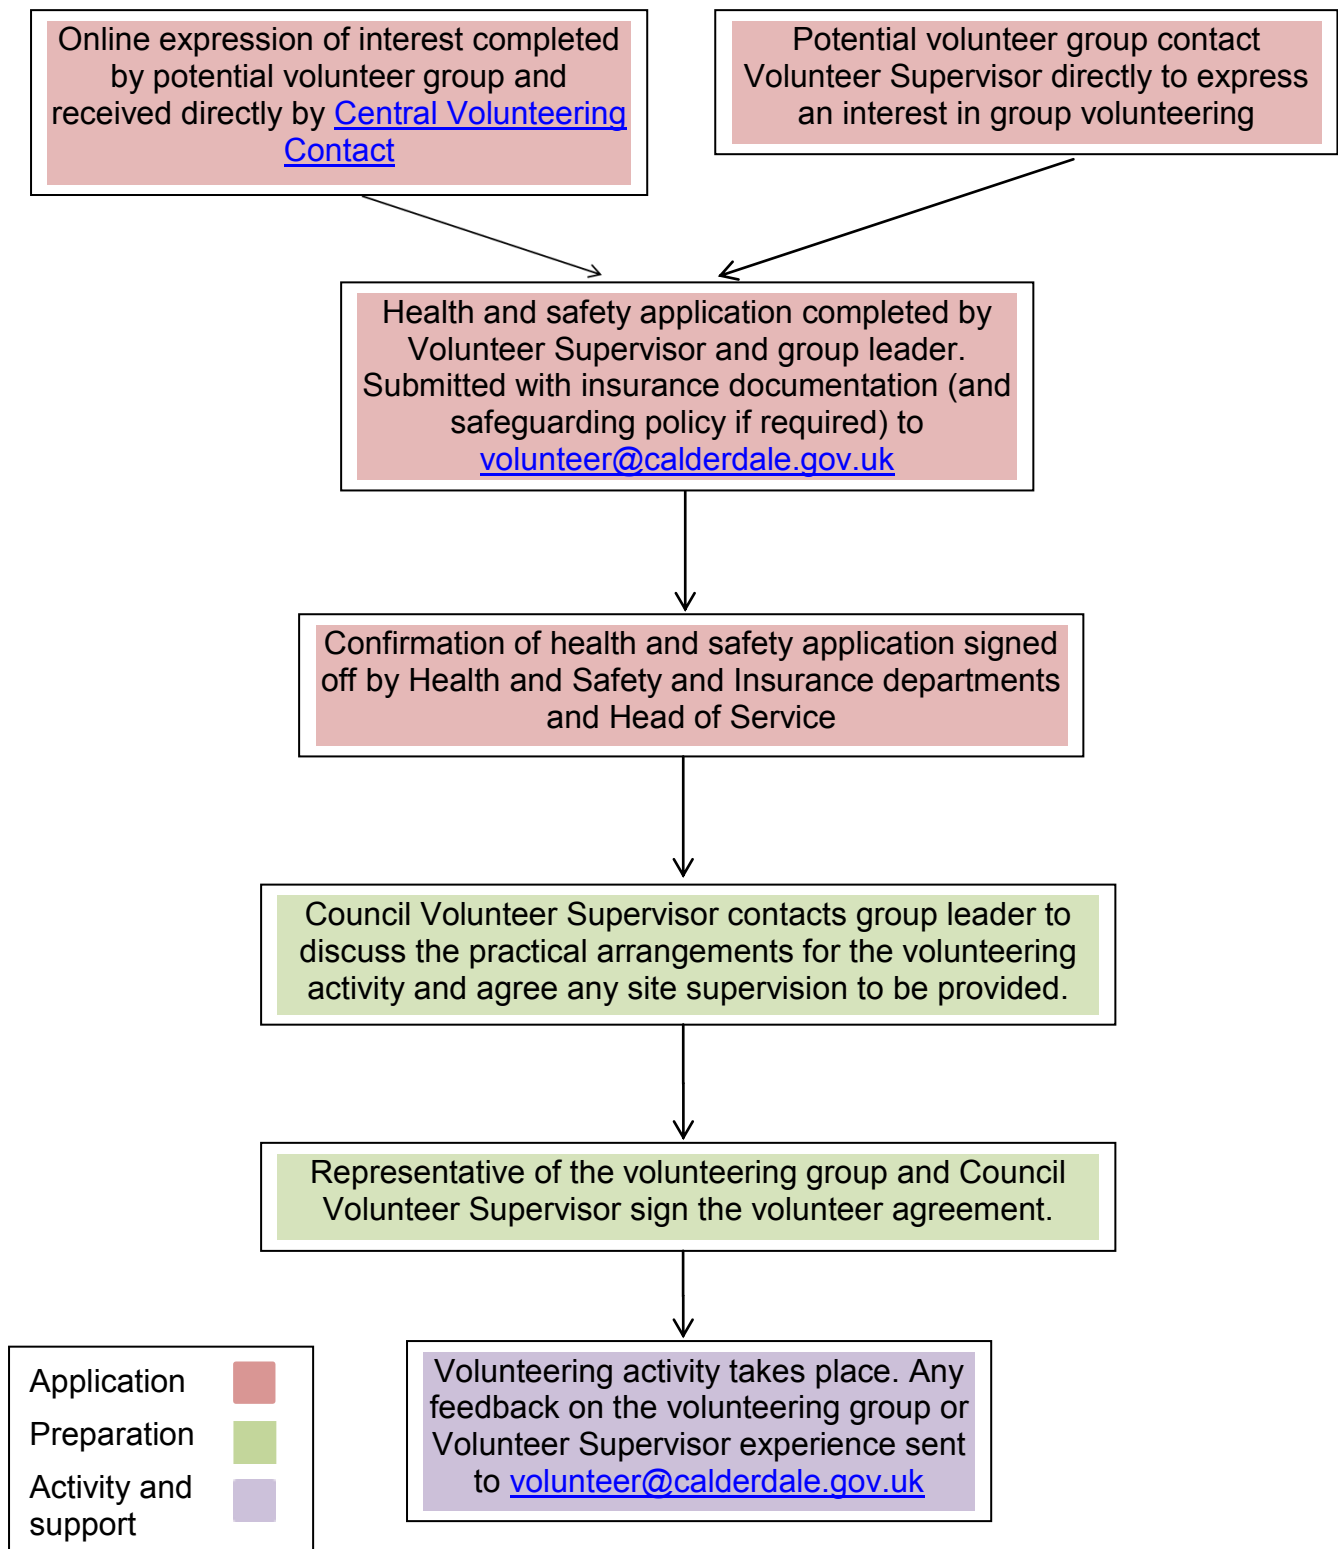 Online expression of interest completed
by potential volunteer group and
received directly by Central Volunteering
Contact
Potential volunteer group contact
Volunteer Supervisor directly to express
an interest in group volunteering
Health and safety application completed by
Volunteer Supervisor and group leader.
Submitted with insurance documentation (and
safeguarding policy if required) to
volunteer@calderdale.gov.uk
Confirmation of health and safety application signed
off by Health and Safety and Insurance departments
and Head of Service
Council Volunteer Supervisor contacts group leader to
discuss the practical arrangements for the volunteering
activity and agree any site supervision to be provided.
Representative of the volunteering group and Council
Volunteer Supervisor sign the volunteer agreement.
Volunteering activity takes place. Any
feedback on the volunteering group or
Volunteer Supervisor experience sent
to volunteer@calderdale.gov.uk
Application
Preparation
Activity and
support